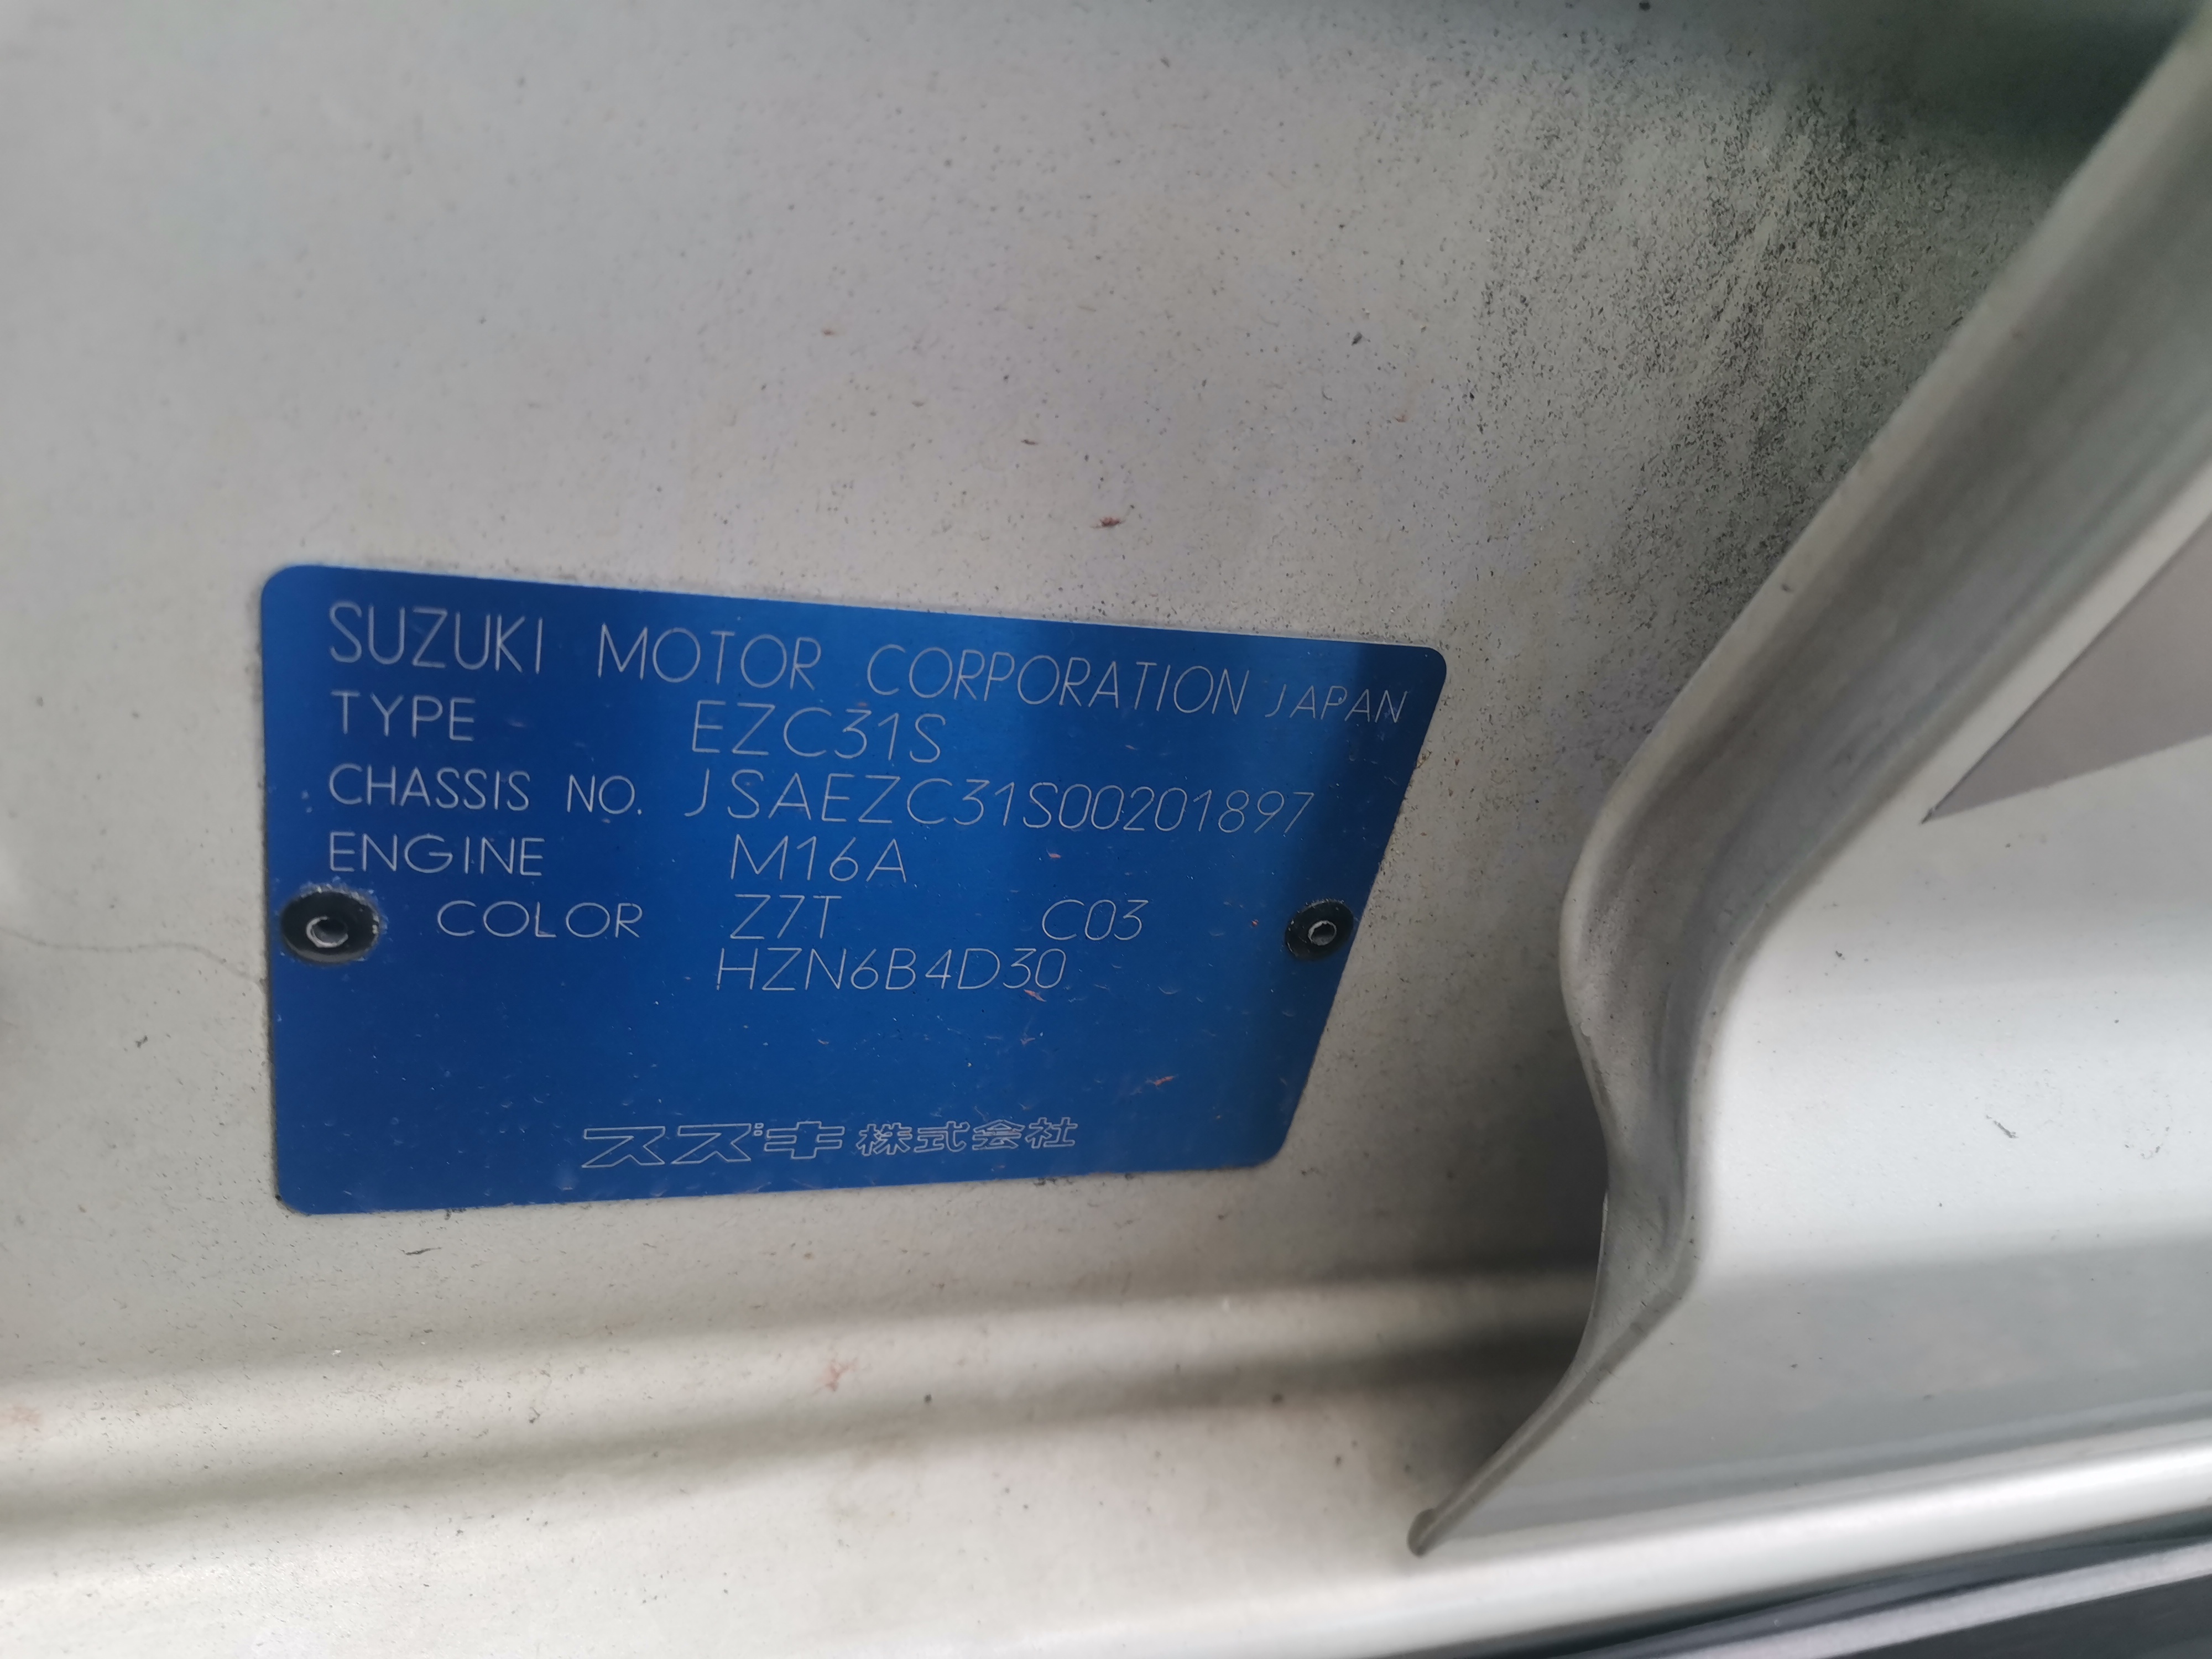 SUZUKI MOTOR CORPORATION JAPAN
TYPE EZC31S
CHASSIS NO. JSAEZC31S00201897
ENGINE M16A
COLOR Z7T C03
HZN6B4D30
スズキ株式会社